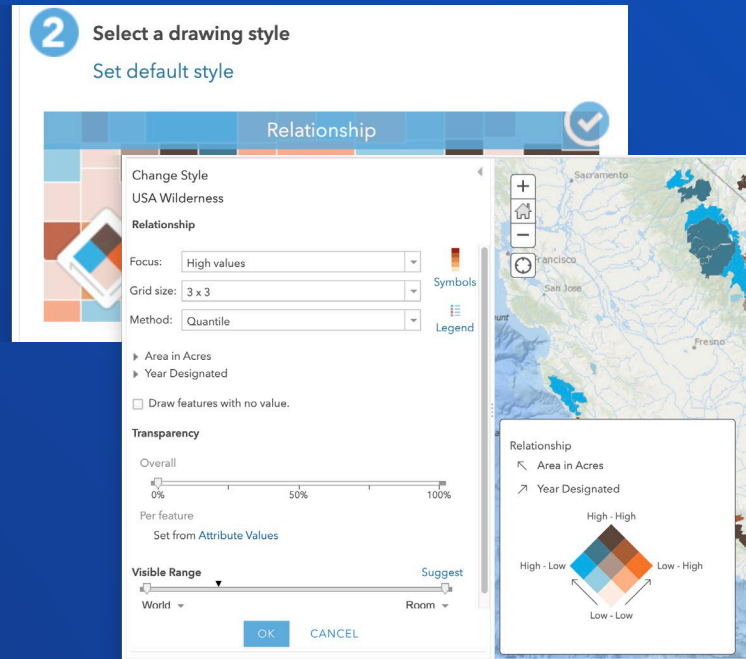 2 Select a drawing style
Set default style
Relationship
Change Style
USA Wilderness
Relationship
Focus: High values
Grid size: 3 x 3
Method: Quantile
Symbols
Legend
Area in Acres
Year Designated
Draw features with no value.
Transparency
Overall
0% 50% 100%
Per feature
Set from Attribute Values
Visible Range Suggest
World Room
OK CANCEL
+
−
Sacramento
Francisco
San Jose
Fresno
Relationship
Area in Acres
Year Designated
High - High
High - Low Low - High
Low - Low